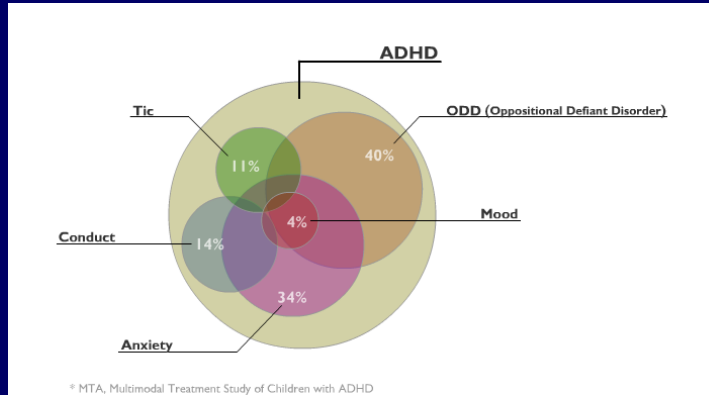 ADHD
Tic
ODD (Oppositional Defiant Disorder)
11%
40%
Mood
4%
Conduct
14%
34%
Anxiety
* MTA, Multimodal Treatment Study of Children with ADHD